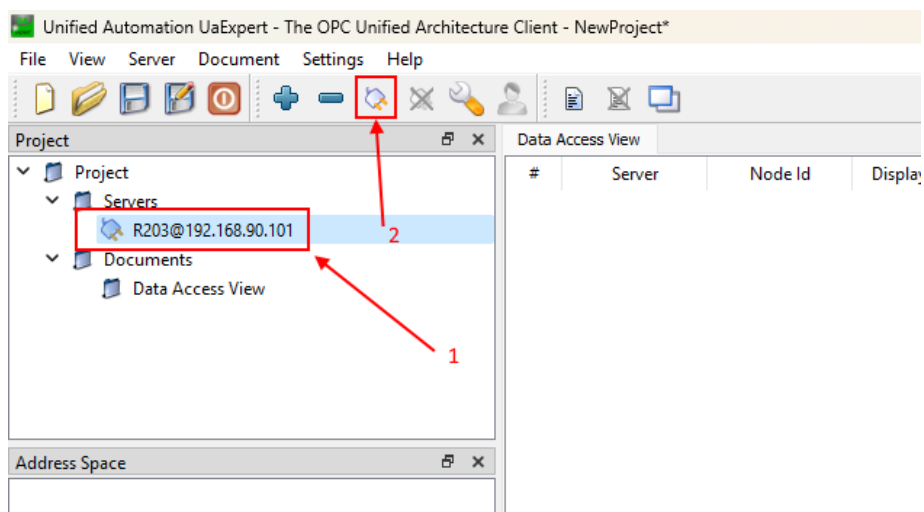 Unified Automation UaExpert - The OPC Unified Architecture Client - NewProject*
File View Server Document Settings Help
Project
Data Access View
Project
# Server Node Id Display
Servers
R203@192.168.90.101
2
Documents
Data Access View
1
Address Space